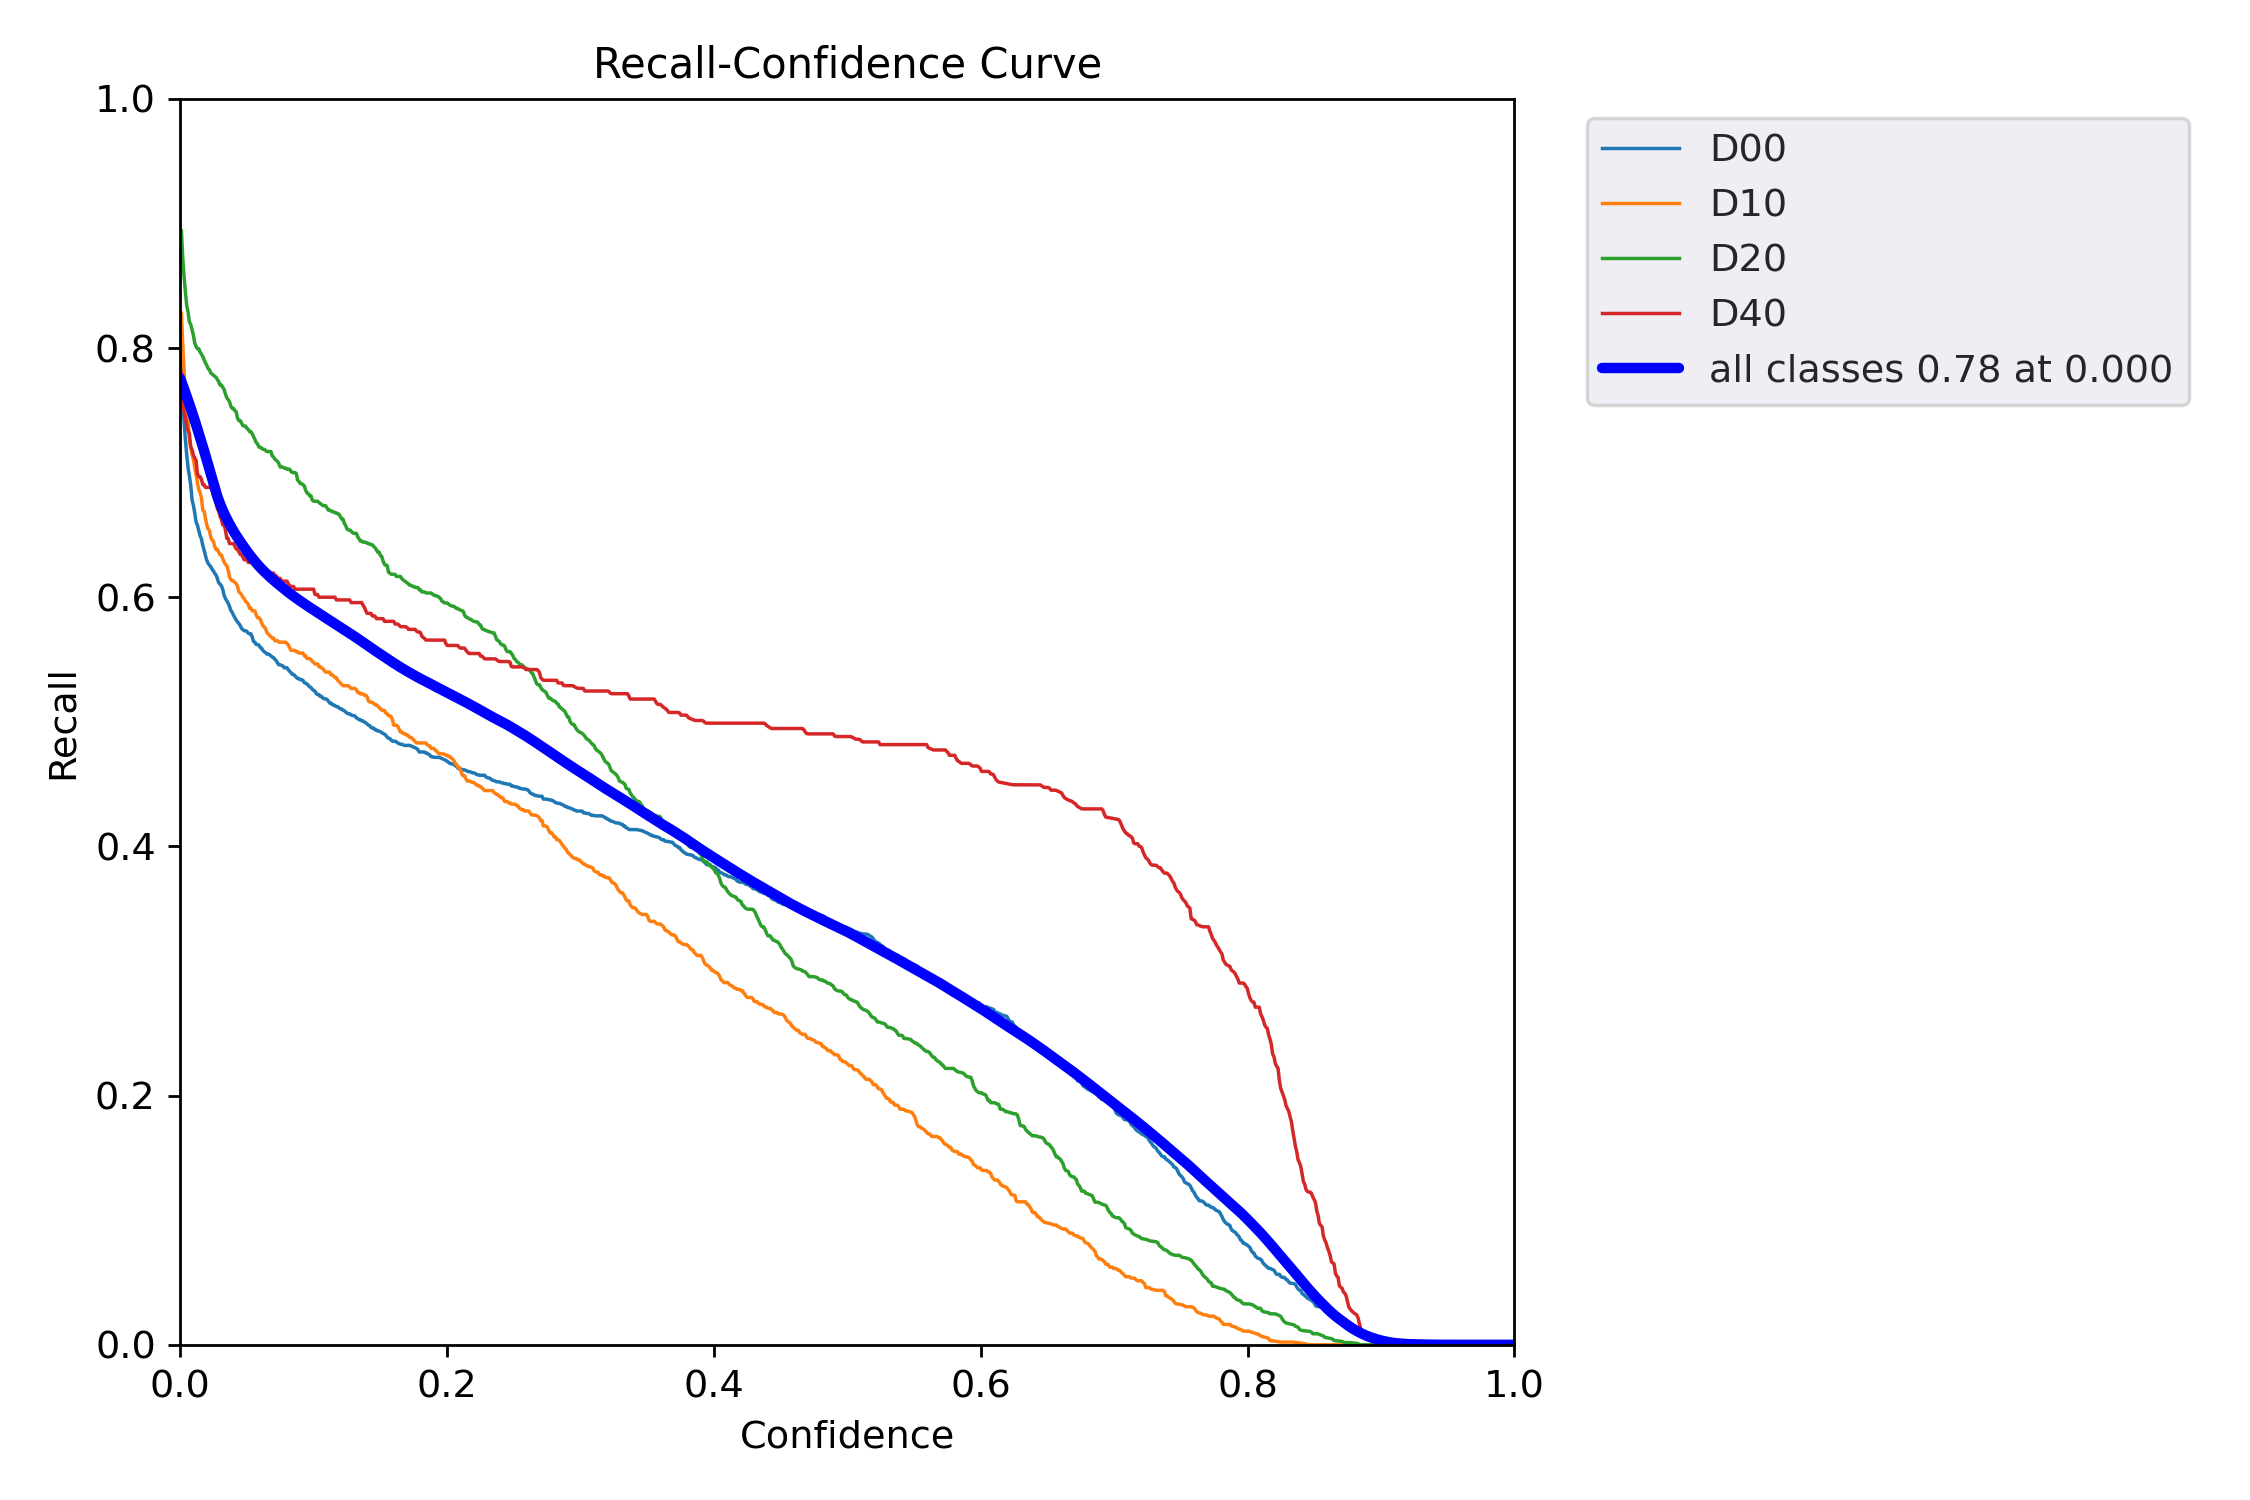 Recall-Confidence Curve
1.0
0.8
0.6
0.4
0.2
0.0
Recall
0.0 0.2 0.4 0.6 0.8 1.0
Confidence
D00
D10
D20
D40
all classes 0.78 at 0.000